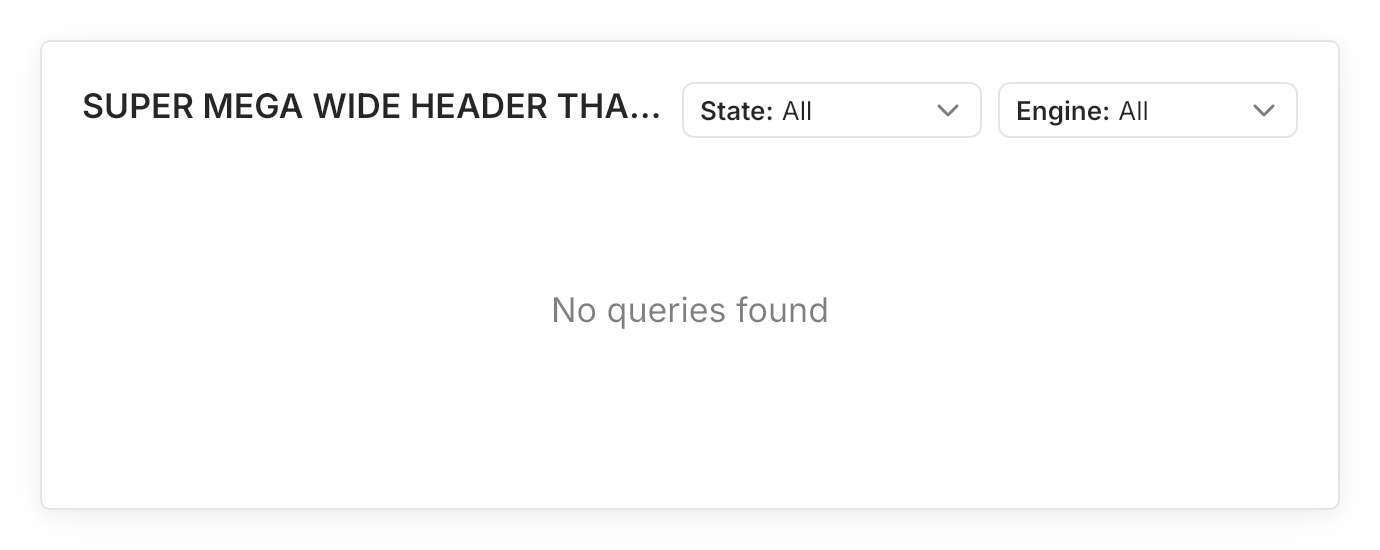 SUPER MEGA WIDE HEADER THA...
State: All
Engine: All
No queries found